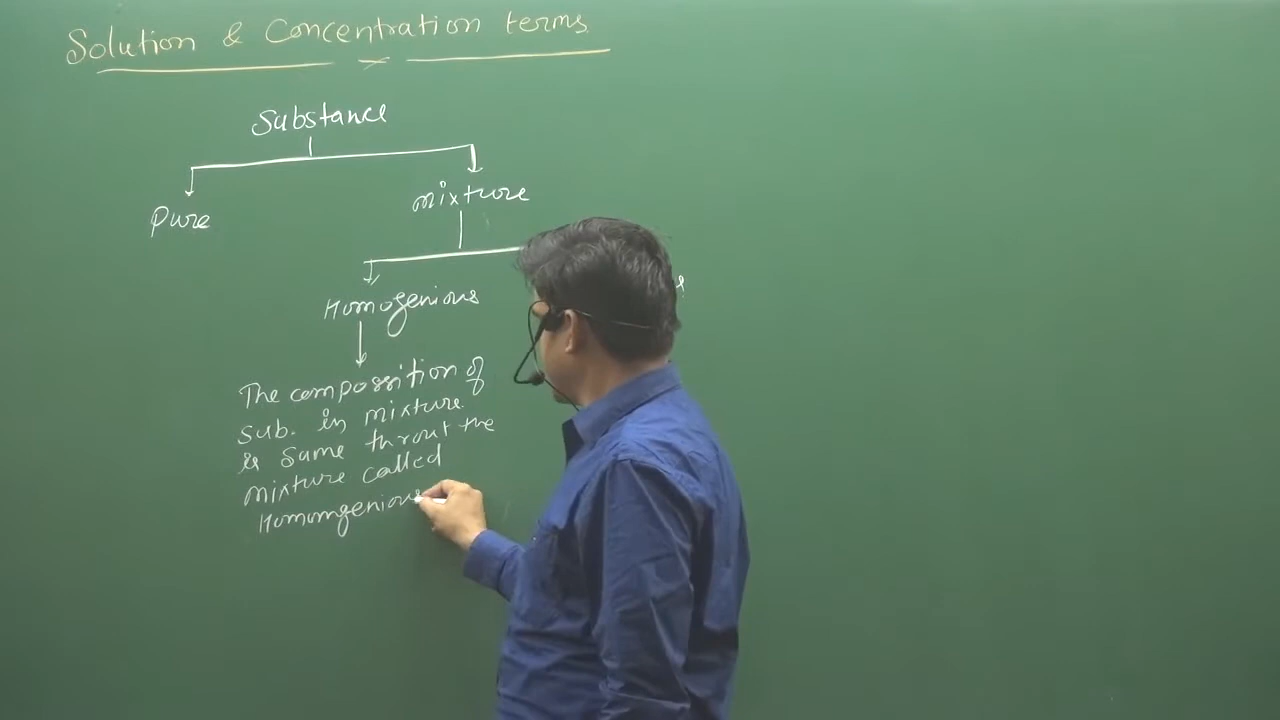 Solution & Concentration terms
Substance
Pure
mixture
Homogenious
The compossition of
sub. in mixture
is same throut the
mixture called
Homomgenious